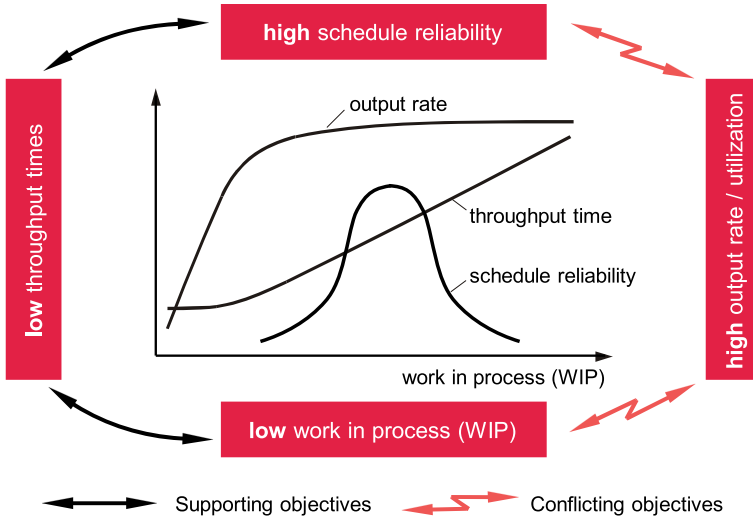 high schedule reliability
low throughput times
output rate
throughput time
schedule reliability
work in process (WIP)
high output rate / utilization
low work in process (WIP)
Supporting objectives
Conflicting objectives